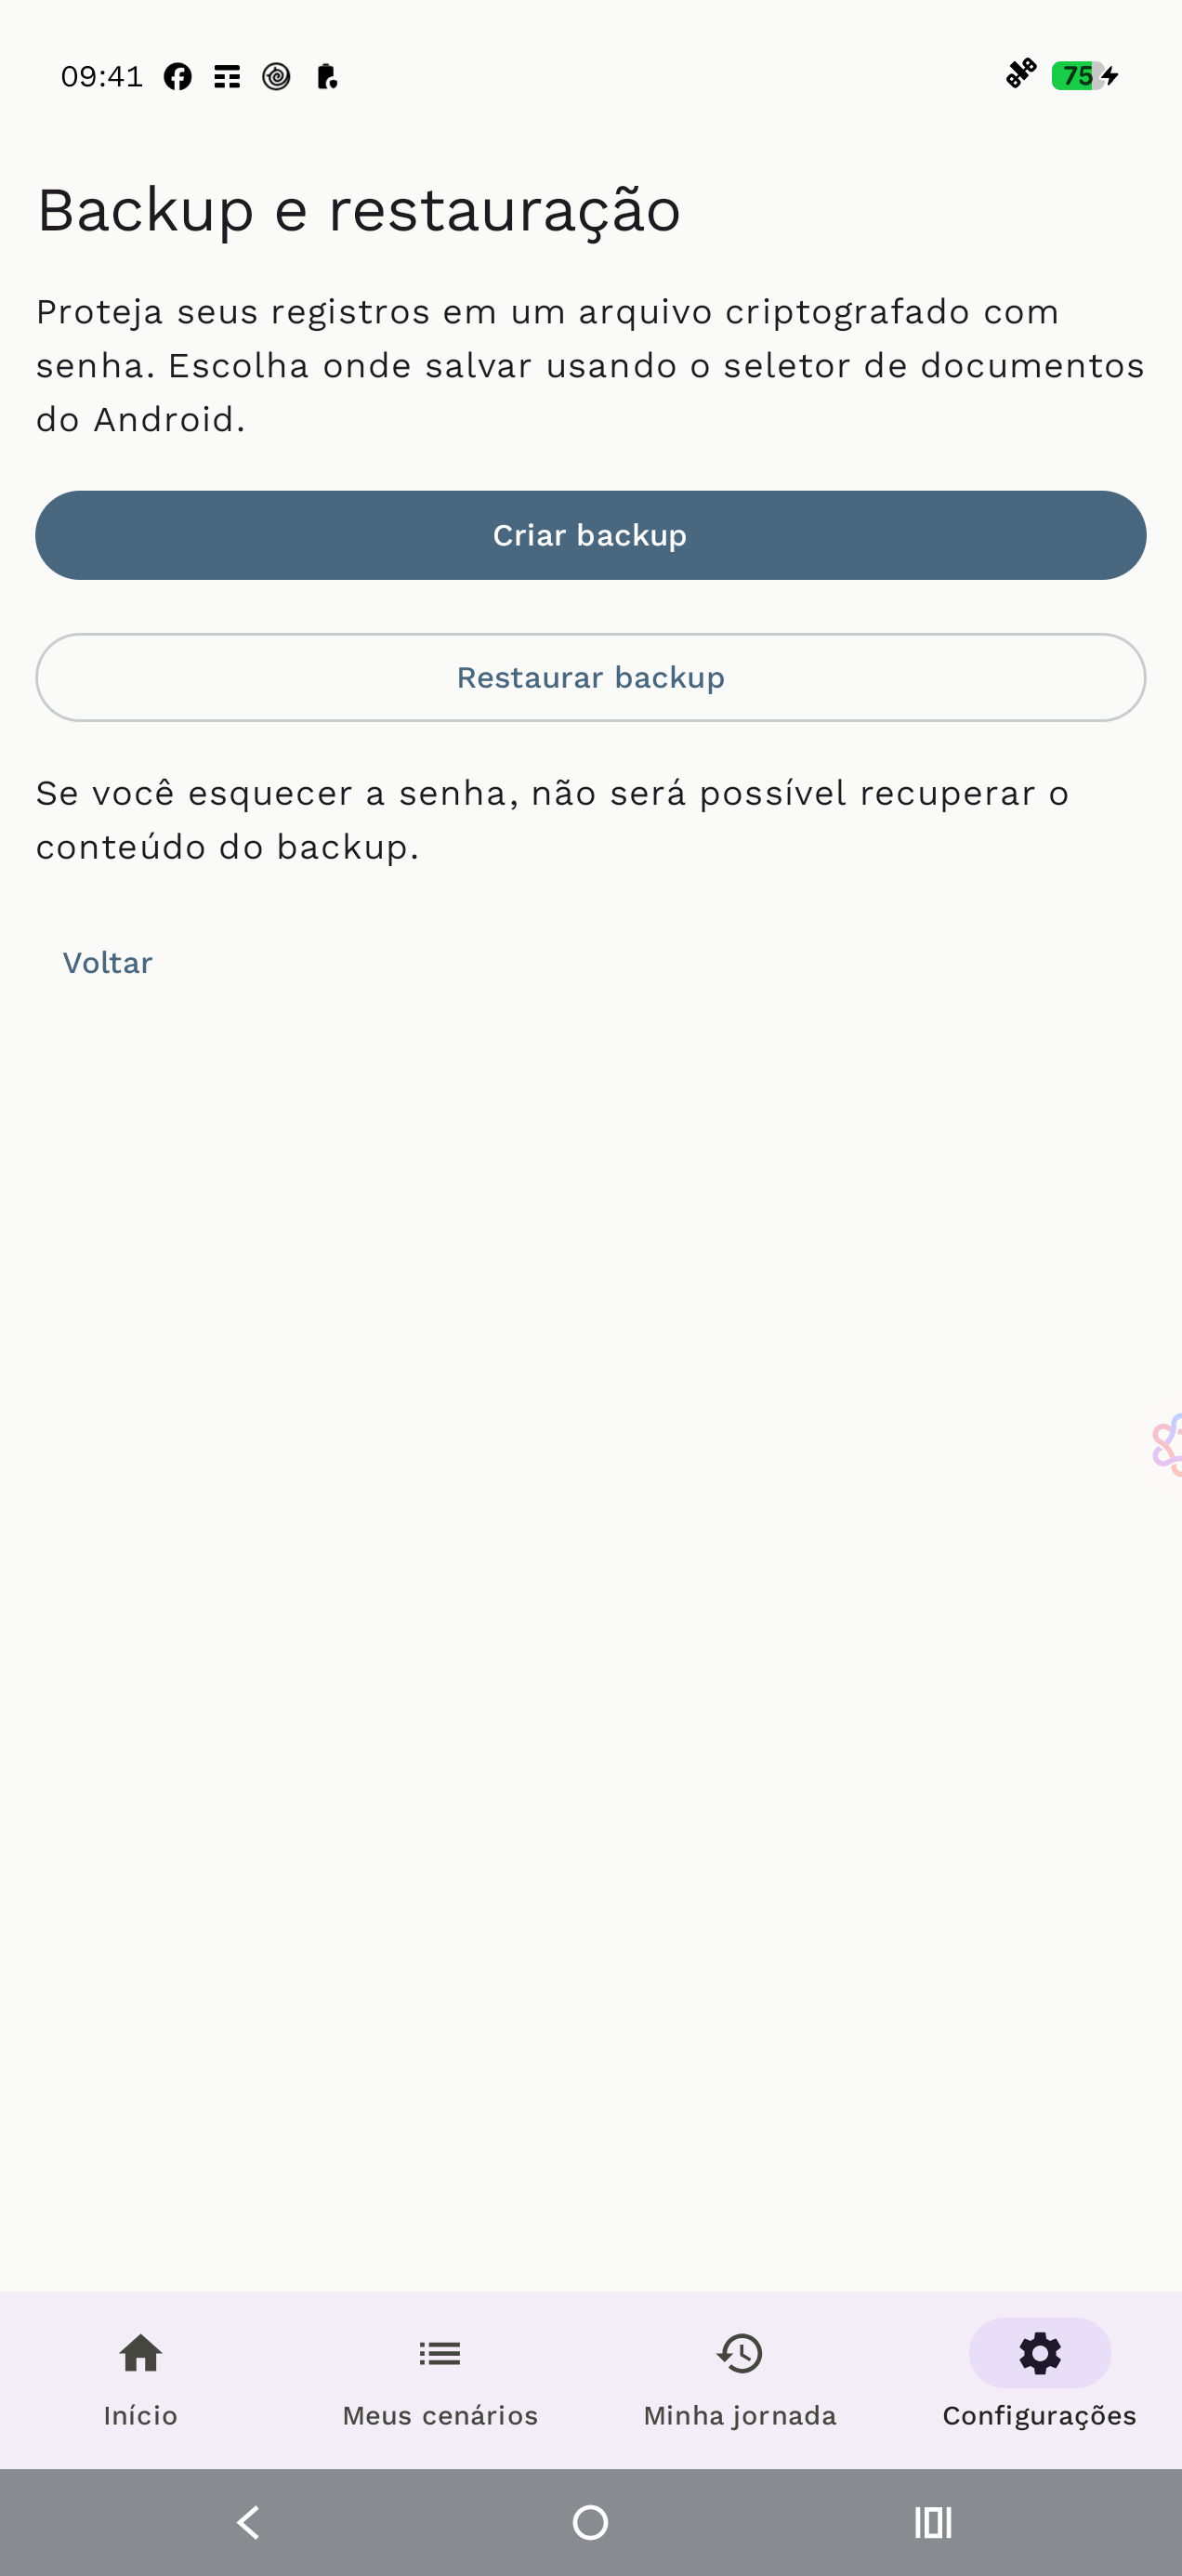 09:41
75
Backup e restauração
Proteja seus registros em um arquivo criptografado com
senha. Escolha onde salvar usando o seletor de documentos
do Android.
Criar backup
Restaurar backup
Se você esquecer a senha, não será possível recuperar o
conteúdo do backup.
Voltar
Início
Meus cenários
Minha jornada
Configurações